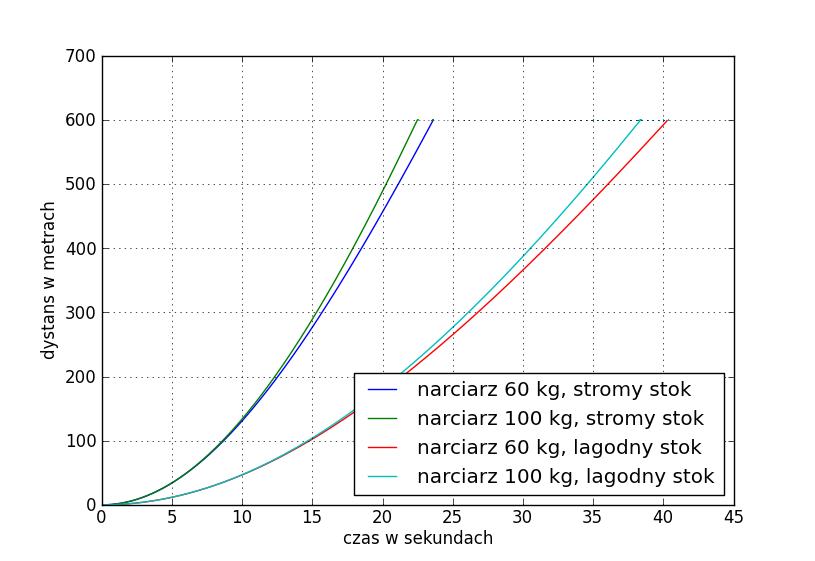 700
600
500
400
300
200
100
0
dystans w metrach
narciarz 60 kg, stromy stok
narciarz 100 kg, stromy stok
narciarz 60 kg, lagodny stok
narciarz 100 kg, lagodny stok
0 5 10 15 20 25 30 35 40 45
czas w sekundach